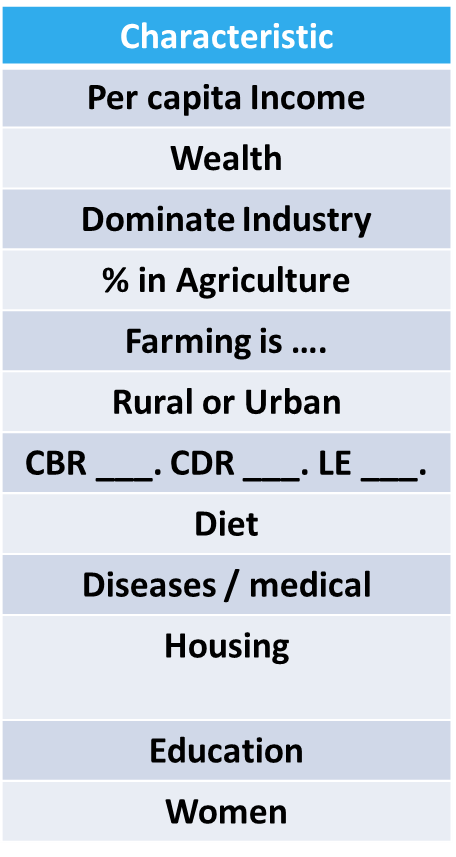 Characteristic
Per capita Income
Wealth
Dominate Industry
% in Agriculture
Farming is ....
Rural or Urban
CBR ___. CDR ___. LE ___.
Diet
Diseases / medical
Housing
Education
Women